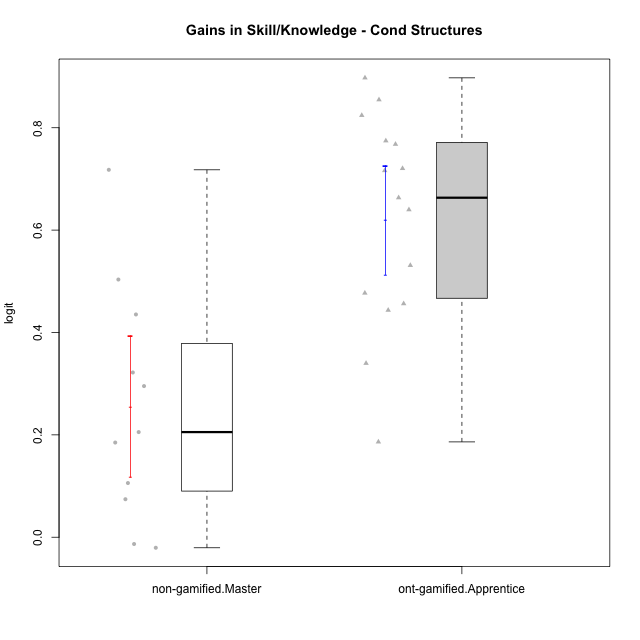 Gains in Skill/Knowledge - Cond Structures
logit
0.8
0.6
0.4
0.2
0.0
non-gamified.Master
ont-gamified.Apprentice